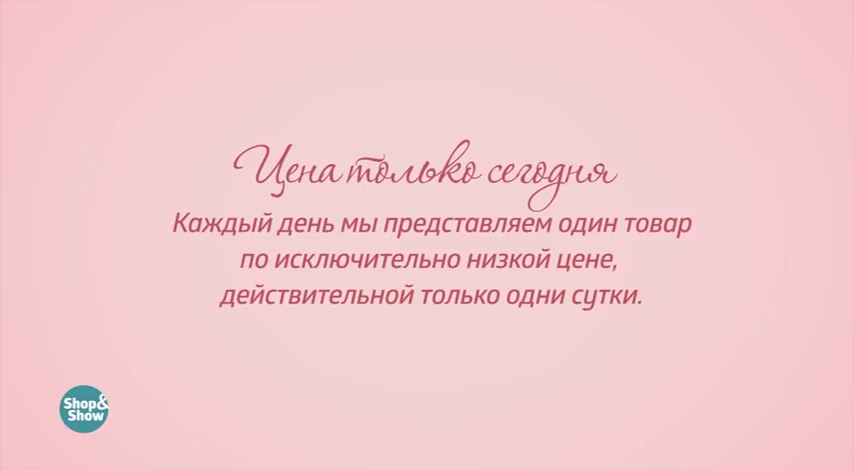 Цена только сегодня
Каждый день мы представляем один товар
по исключительно низкой цене,
действительной только одни сутки.
Shop&
Show